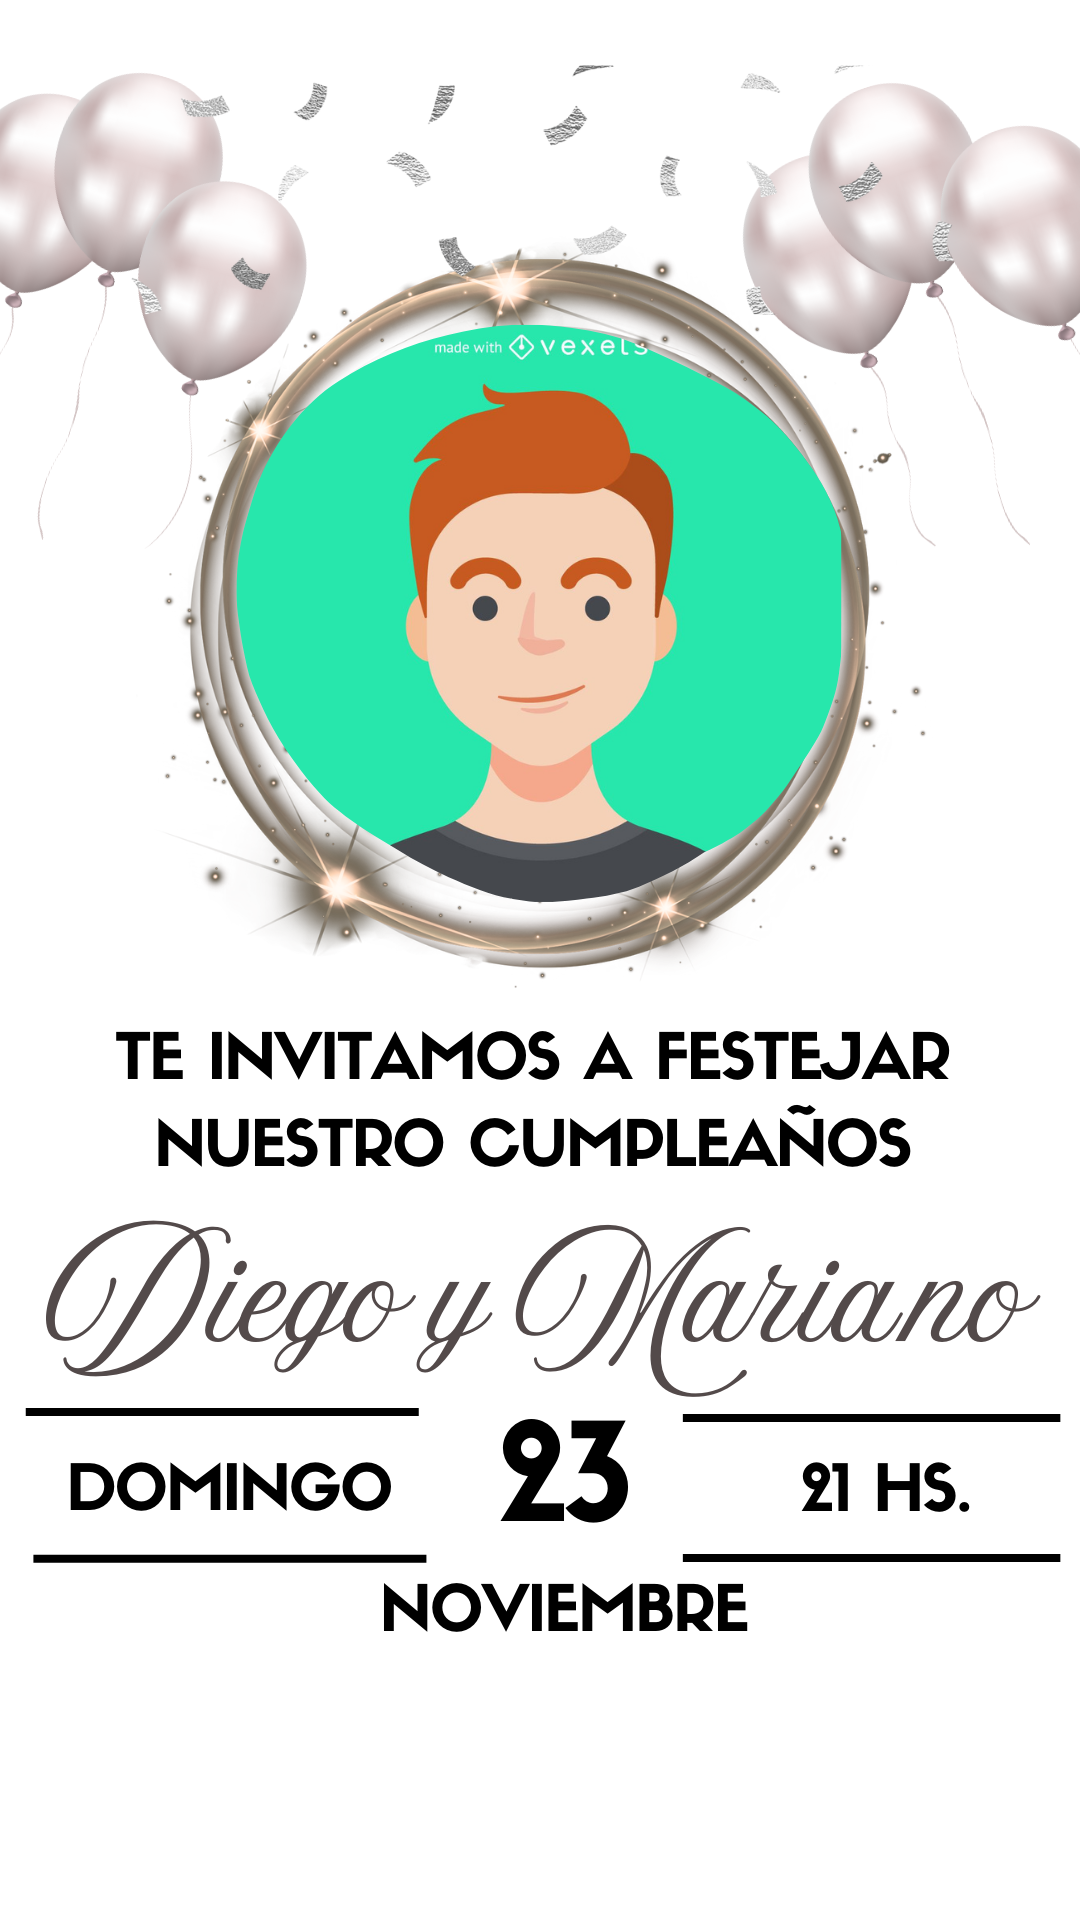 made with vexels
TE INVITAMOS A FESTEJAR
NUESTRO CUMPLEAÑOS
Diego y Mariano
DOMINGO
23
21 HS.
NOVIEMBRE